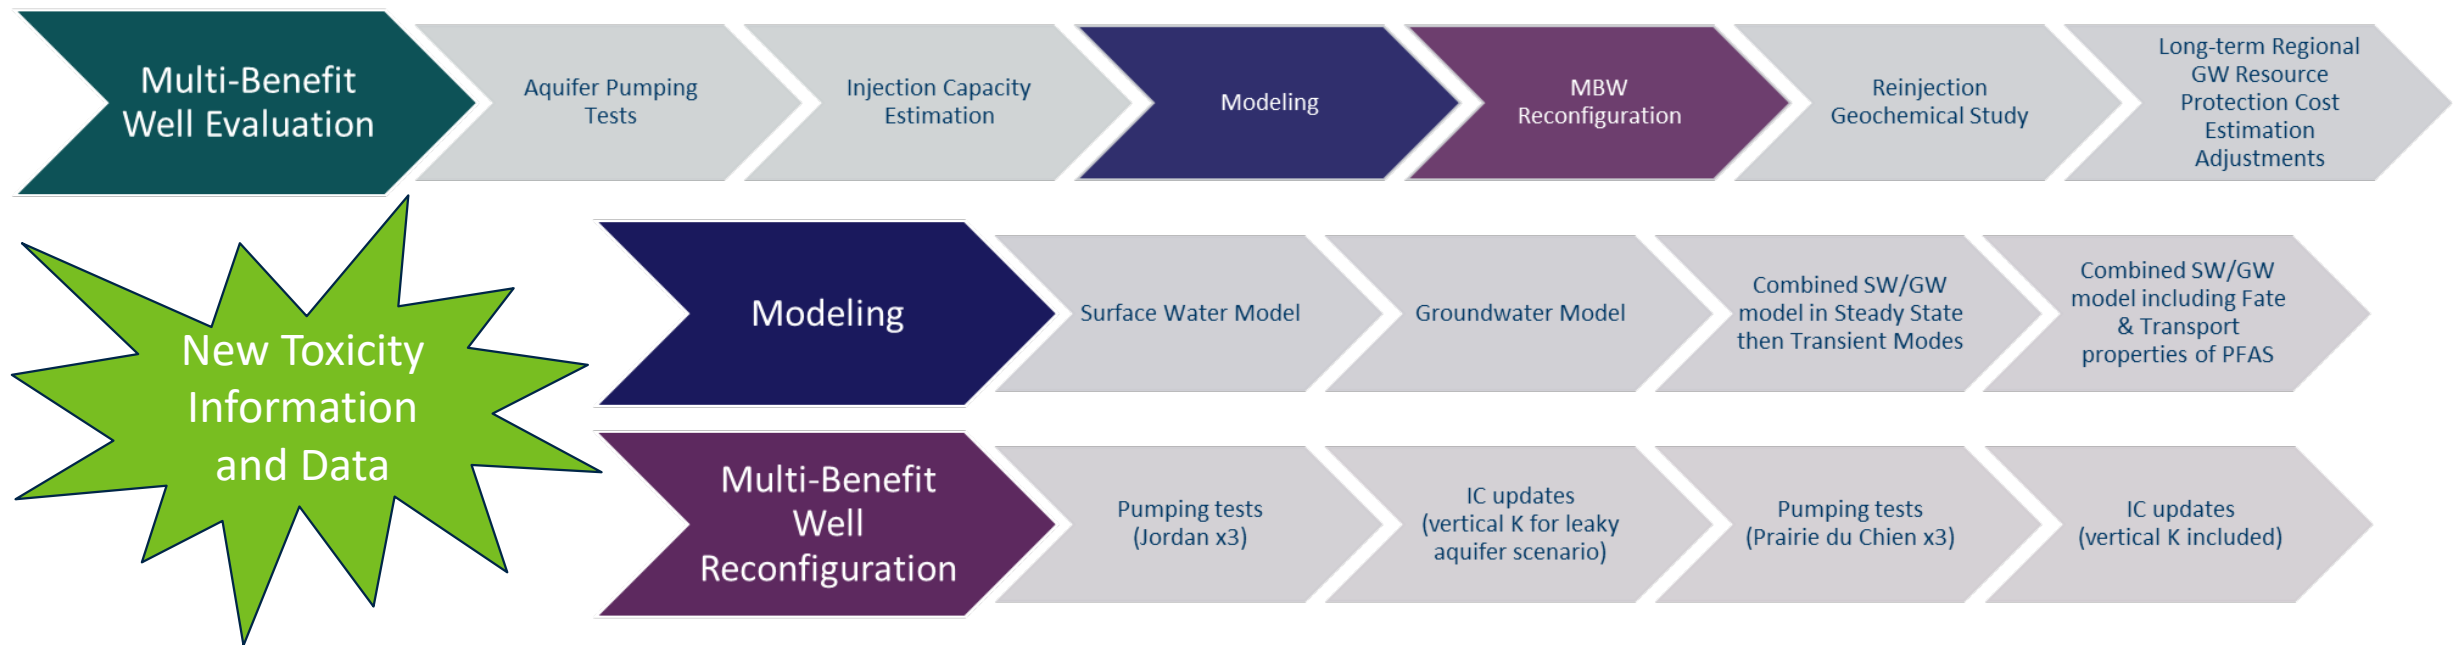 Multi-Benefit
Well Evaluation
Aquifer Pumping
Tests
Injection Capacity
Estimation
Modeling
MBW
Reconfiguration
Reinjection
Geochemical Study
Long-term Regional
GW Resource
Protection Cost
Estimation
Adjustments
New Toxicity
Information
and Data
Modeling
Surface Water Model
Groundwater Model
Combined SW/GW
model in Steady State
then Transient Modes
Combined SW/GW
model including Fate
& Transport
properties of PFAS
Multi-Benefit
Well
Reconfiguration
Pumping tests
(Jordan x3)
IC updates
(vertical K for leaky
aquifer scenario)
Pumping tests
(Prairie du Chien x3)
IC updates
(vertical K included)